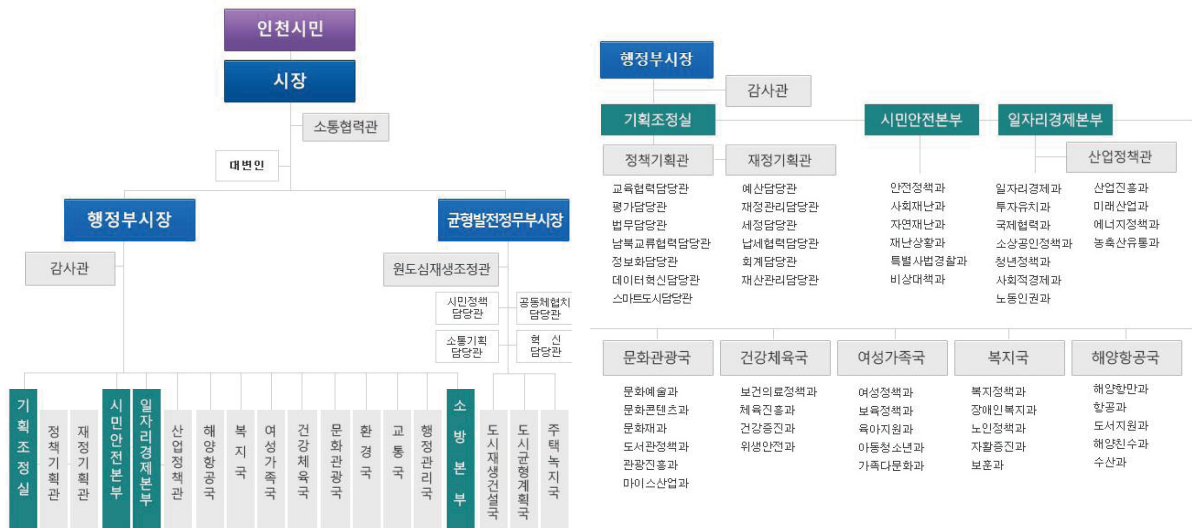 인천시민
시장
소통협력관
대변인
행정부시장
균형발전정무부시장
감사관
원도심재생조정관
시민정책
담당관
공동체협치
담당관
소통기획
담당관
혁 신
담당관
기획조정실
정책기획관
재정기획관
시민안전본부
일자리경제본부
산업정책관
해양항공국
복지국
여성가족국
건강체육국
문화관광국
환경국
교통국
행정관리국
소방본부
도시재생건설국
도시균형계획국
주택녹지국
행정부시장
감사관
기획조정실
시민안전본부
일자리경제본부
정책기획관
재정기획관
산업정책관
교육협력담당관
평가담당관
법무담당관
남북교류협력담당관
정보화담당관
데이터혁신담당관
스마트도시담당관
예산담당관
재정관리담당관
세정담당관
납세협력담당관
회계담당관
재산관리담당관
안전정책과
사회재난과
자연재난과
재난상황과
특별사법경찰과
비상대책과
일자리경제과
투자유치과
국제협력과
소상공인정책과
청년정책과
사회적경제과
노동인권과
산업진흥과
미래산업과
에너지정책과
농축산유통과
문화관광국
건강체육국
여성가족국
복지국
해양항공국
문화예술과
문화콘텐츠과
문화재과
도서관정책과
관광진흥과
마이스산업과
보건의료정책과
체육진흥과
건강증진과
위생안전과
여성정책과
보육정책과
육아지원과
아동청소년과
가족다문화과
복지정책과
장애인복지과
노인정책과
자활증진과
보훈과
해양항만과
항공과
도서지원과
해양친수과
수산과